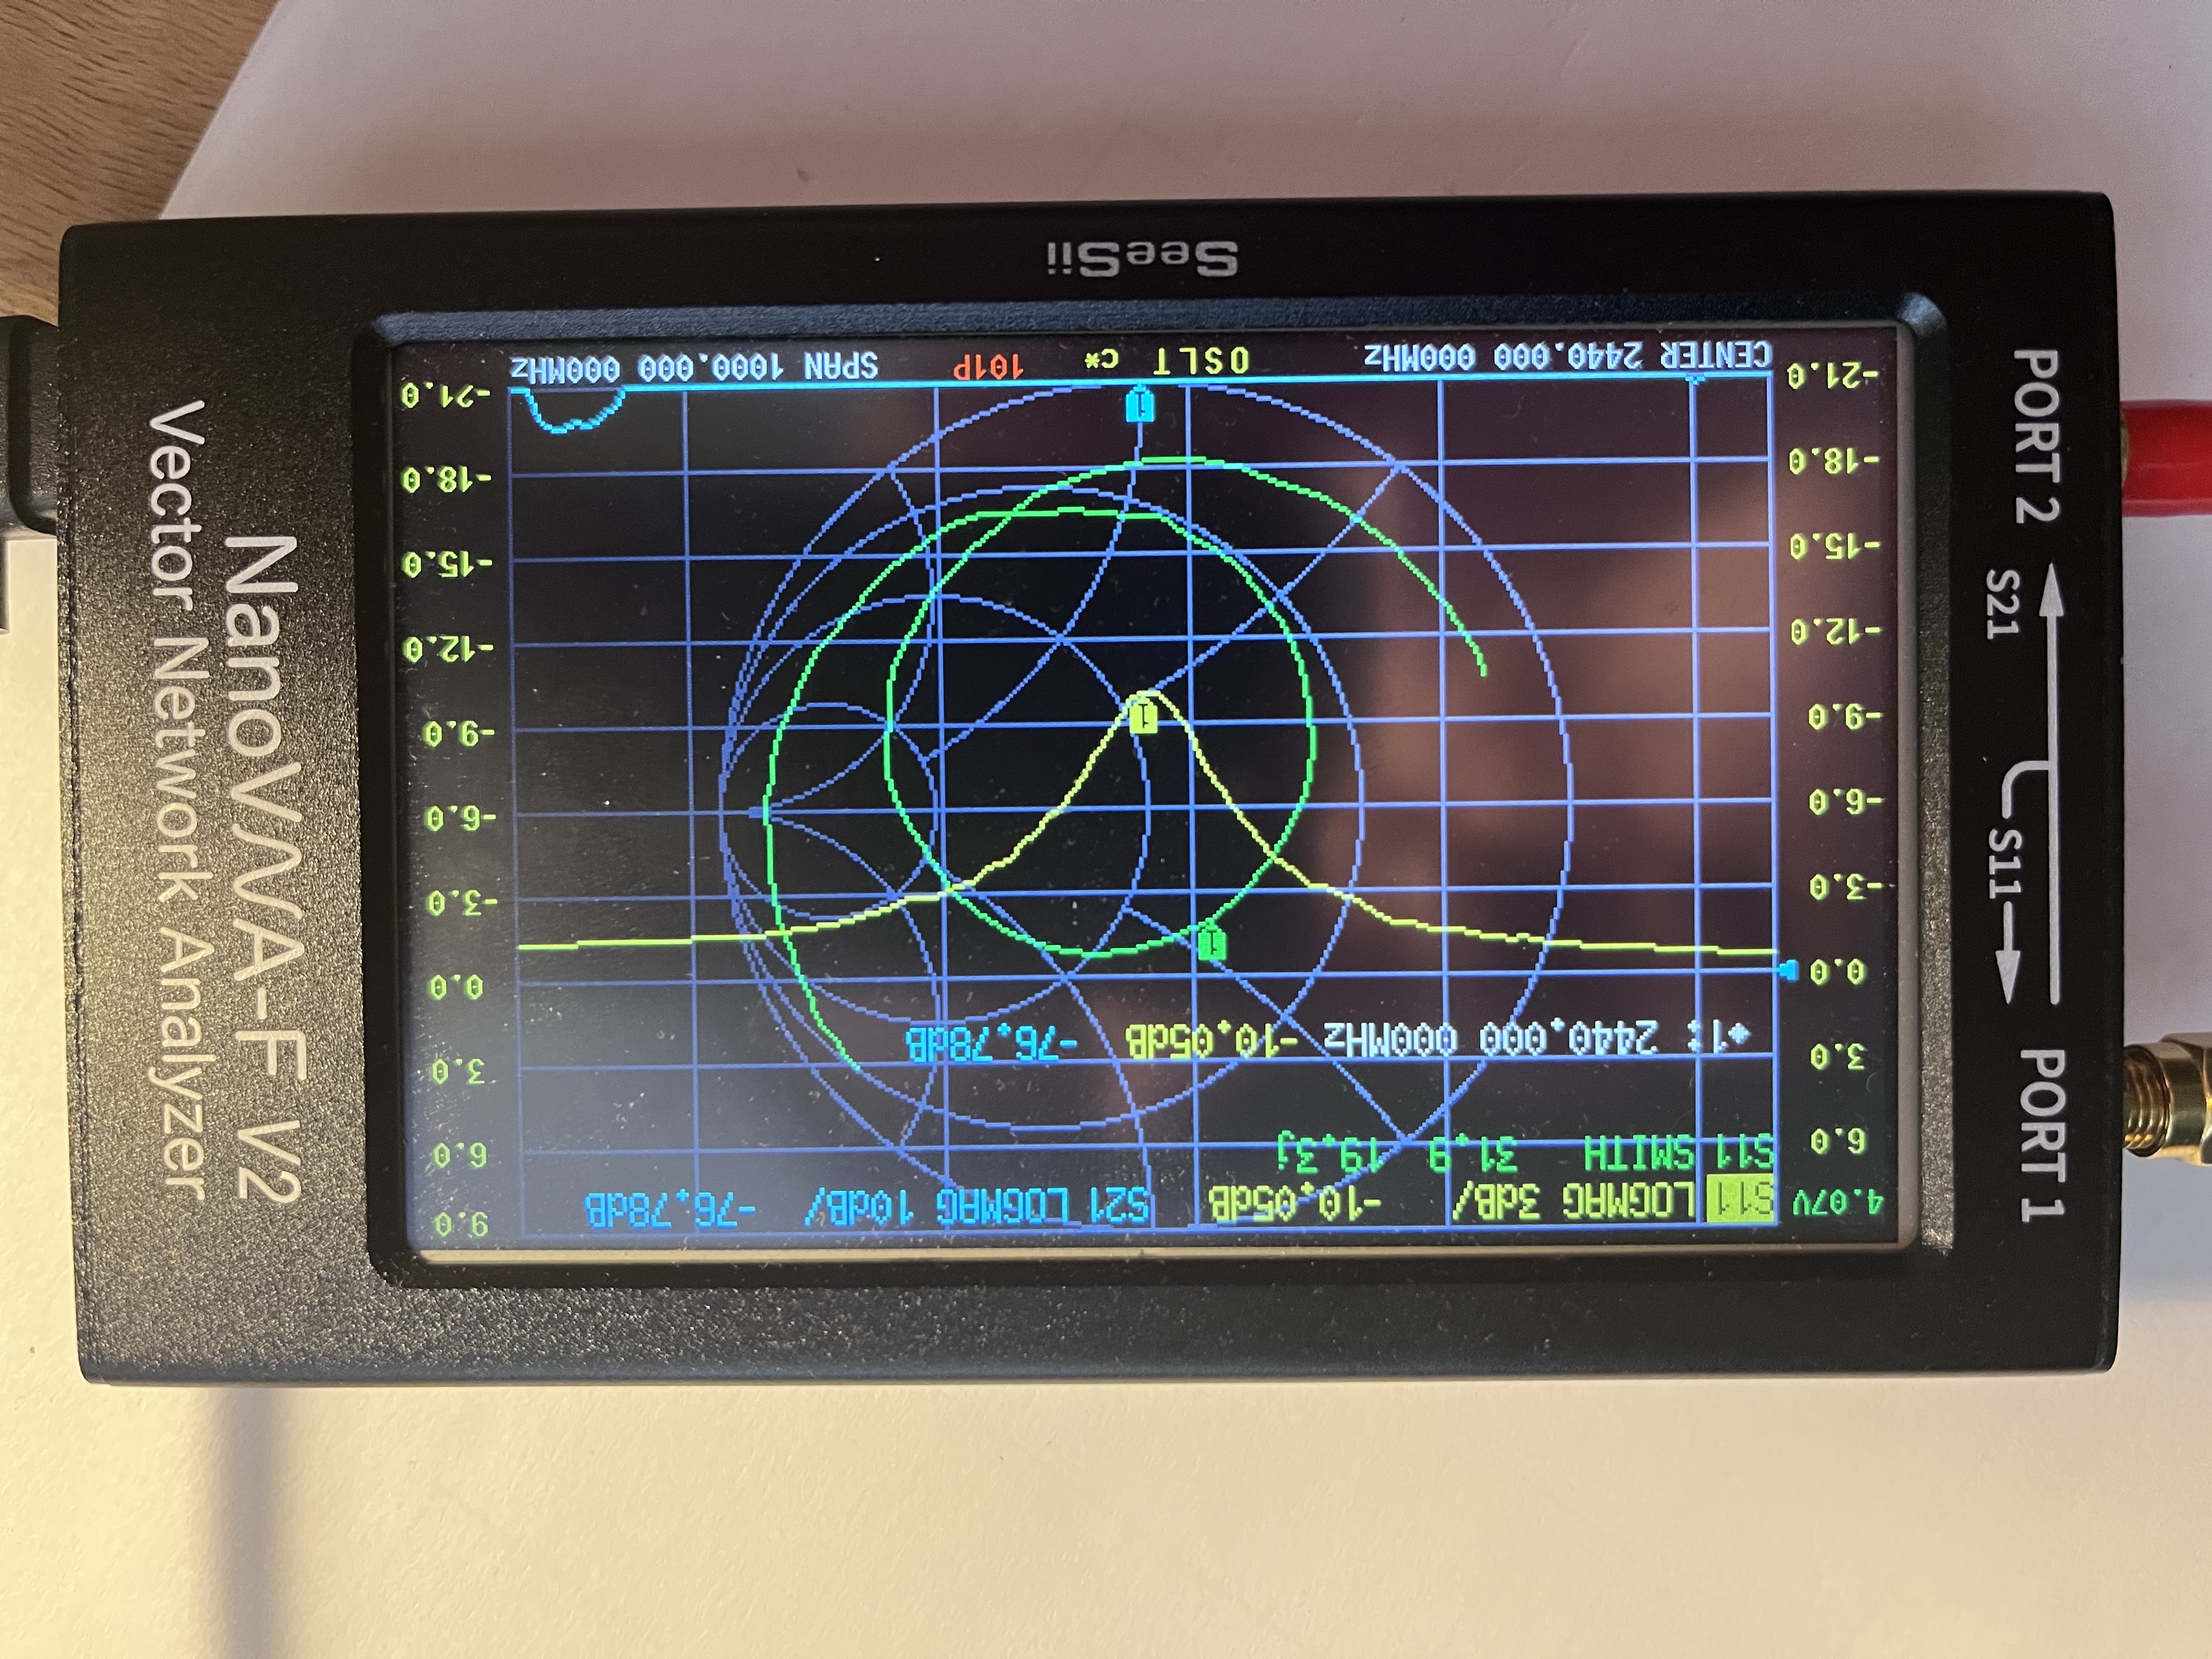 4.07V S11 LOGMAG 3dB/ -10.05dB S21 LOGMAG 10dB/ -76.78dB 9.0
S11 SMITH 31.9 19.3j
6.0 6.0
3.0 3.0
1: 2440.000 000MHz -10.05dB -76.78dB
0.0 0.0
1
-3.0 -3.0
-6.0 -6.0
-9.0 -9.0
1
-12.0 -12.0
-15.0 -15.0
-18.0 -18.0
1
-21.0 -21.0
CENTER 2440.000 000MHz OSLT c* 101P SPAN 1000.000 000MHz
SeeSii
PORT 1
S11
S21
PORT 2
NanoVNA-F V2
Vector Network Analyzer